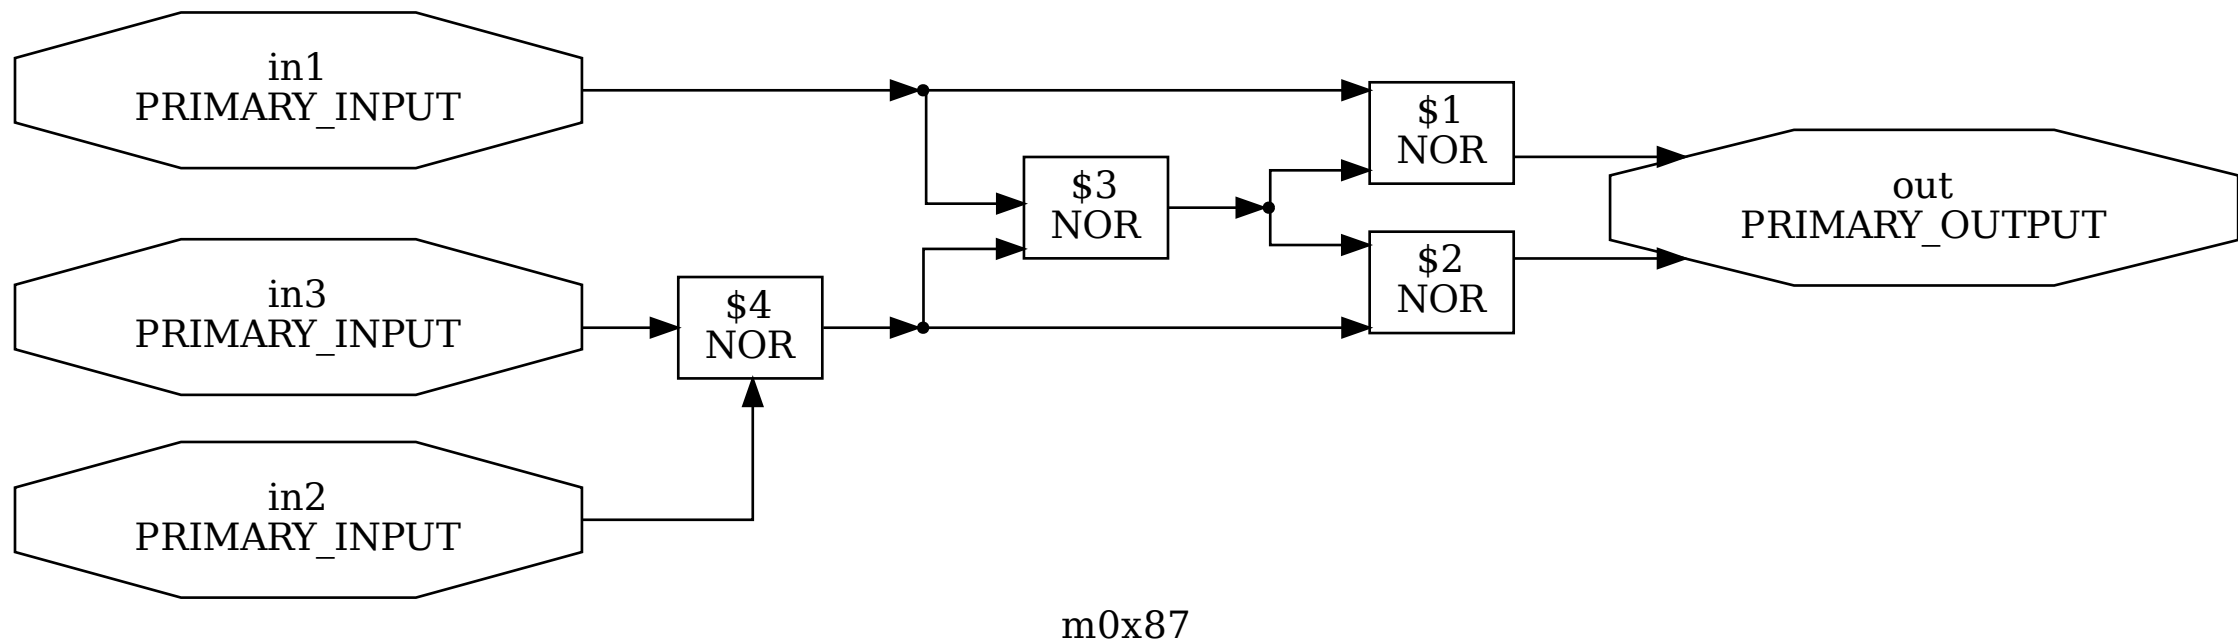 in1
PRIMARY_INPUT
$1
NOR
$3
NOR
out
PRIMARY_OUTPUT
in3
PRIMARY_INPUT
$4
NOR
$2
NOR
in2
PRIMARY_INPUT
m0x87